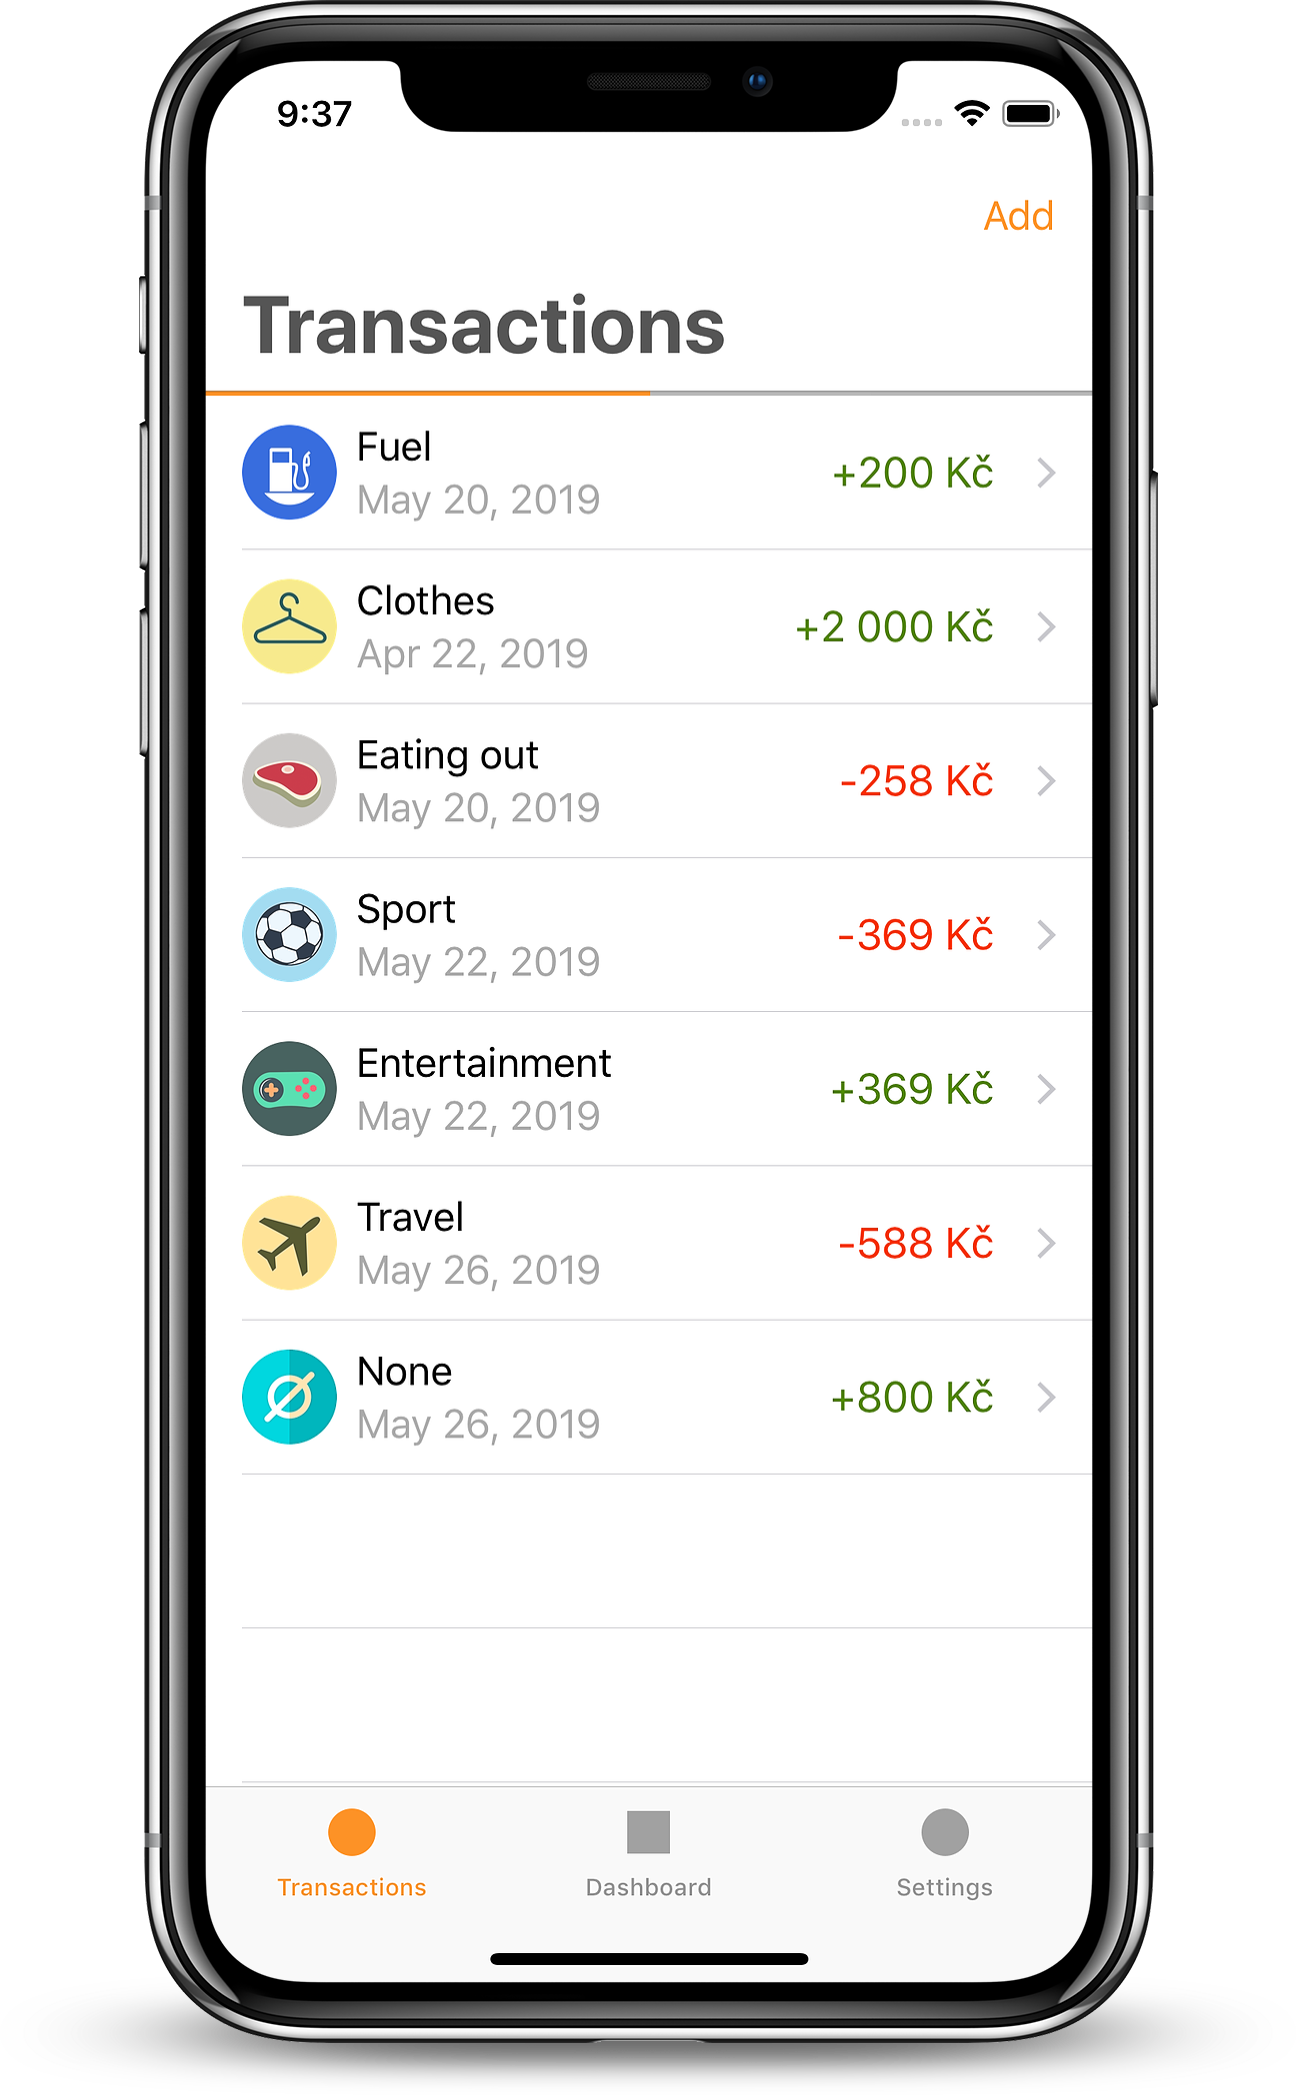 9:37
Add
Transactions
Fuel
May 20, 2019
+200 Kč
Clothes
Apr 22, 2019
+2 000 Kč
Eating out
May 20, 2019
-258 Kč
Sport
May 22, 2019
-369 Kč
Entertainment
May 22, 2019
+369 Kč
Travel
May 26, 2019
-588 Kč
None
May 26, 2019
+800 Kč
Transactions
Dashboard
Settings